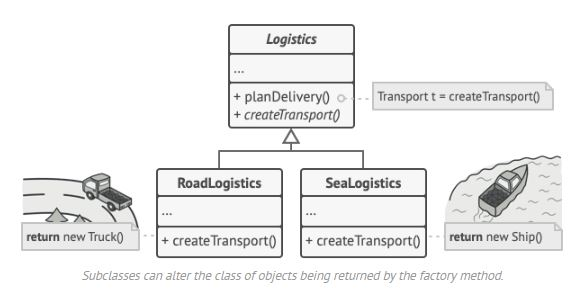 Logistics
...
+ planDelivery()
+ createTransport()
Transport t = createTransport()
RoadLogistics
...
+ createTransport()
return new Truck()
SeaLogistics
...
+ createTransport()
return new Ship()
Subclasses can alter the class of objects being returned by the factory method.